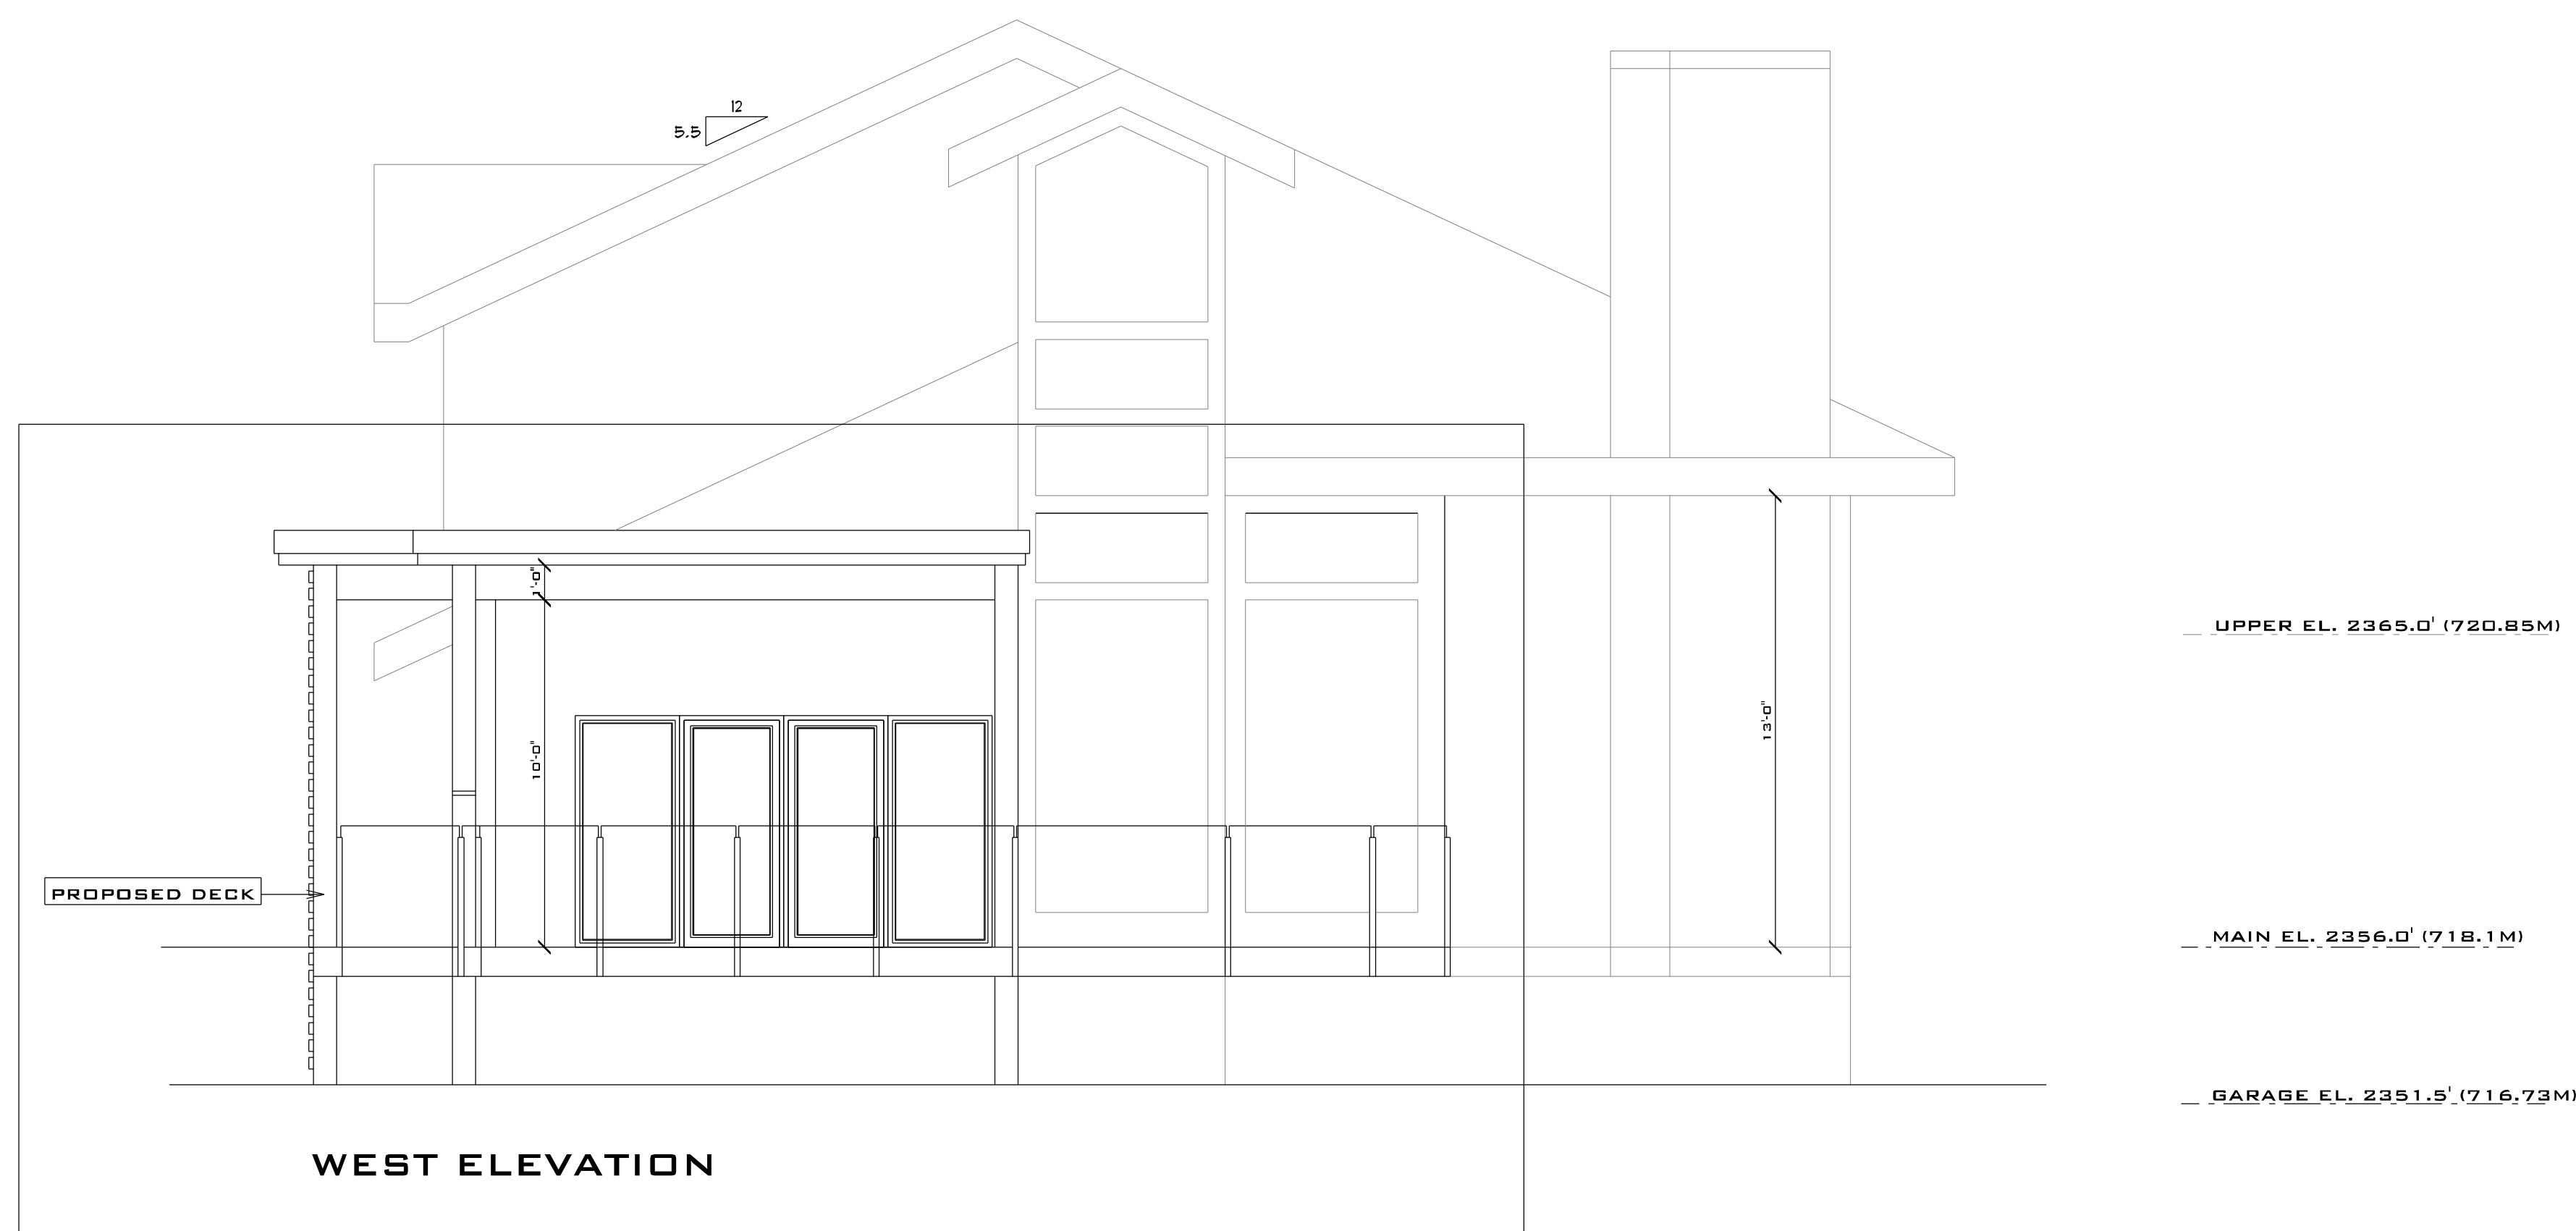 12
5.5
1'-0"
UPPER EL. 2365.0' (720.85M)
13'-0"
10'-0"
PROPOSED DECK
MAIN EL. 2356.0' (718.1M)
GARAGE EL. 2351.5' (716.73M)
WEST ELEVATION